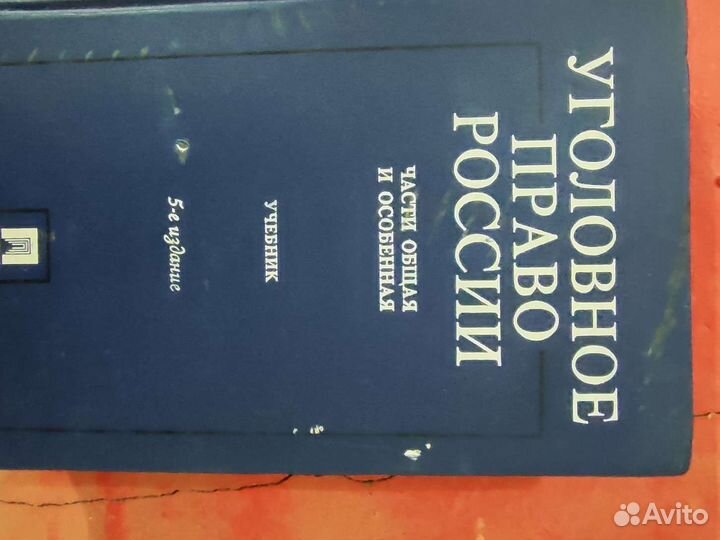 УГОЛОВНОЕ
ПРАВО
РОССИИ
ЧАСТИ ОБЩАЯ
И ОСОБЕННАЯ
УЧЕБНИК
5-е издание
Avito